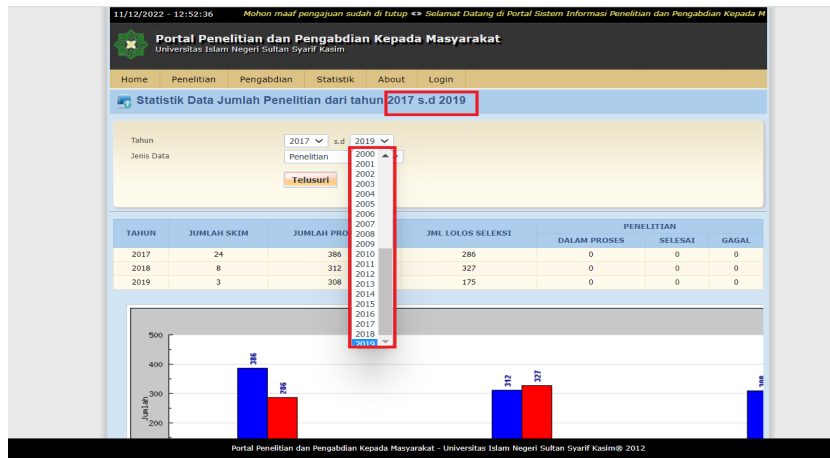 11/12/2022 - 12:52:36 Mohon maaf pengajuan sudah di tutup «» Selamat Datang di Portal Sistem Informasi Penelitian dan Pengabdian Kepada M
Portal Penelitian dan Pengabdian Kepada Masyarakat
Universitas Islam Negeri Sultan Syarif Kasim
Home Penelitian Pengabdian Statistik About Login
Statistik Data Jumlah Penelitian dari tahun 2017 s.d 2019
Tahun 2017 s.d 2019
Jenis Data Penelitian
Telusuri
2000
2001
2002
2003
2004
2005
2006
2007
2008
2009
2010
2011
2012
2013
2014
2015
2016
2017
2018
2019
PENELITIAN
TAHUN JUMLAH SKIM JUMLAH PRO JML LOLOS SELEKSI DALAM PROSES SELESAI GAGAL
2017 24 386 286 0 0 0
2018 8 312 327 0 0 0
2019 3 308 175 0 0 0
500
400
300
200
Jumlah
386
286
312
327
308
Portal Penelitian dan Pengabdian Kepada Masyarakat - Universitas Islam Negeri Sultan Syarif Kasim® 2012